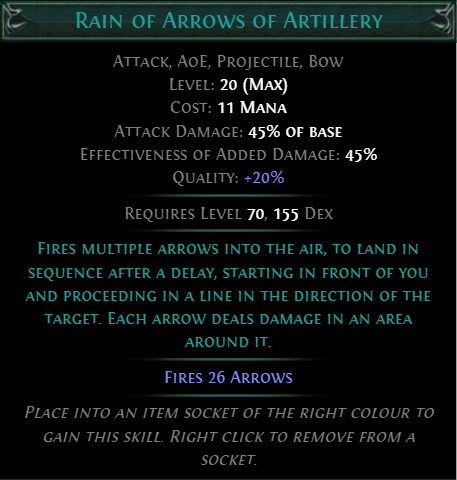 Rain of Arrows of Artillery
Attack, AoE, Projectile, Bow
Level: 20 (Max)
Cost: 11 Mana
Attack Damage: 45% of base
Effectiveness of Added Damage: 45%
Quality: +20%
Requires Level 70, 155 Dex
Fires multiple arrows into the air, to land in
sequence after a delay, starting in front of you
and proceeding in a line in the direction of the
target. Each arrow deals damage in an area
around it.
Fires 26 Arrows
Place into an item socket of the right colour to
gain this skill. Right click to remove from a
socket.